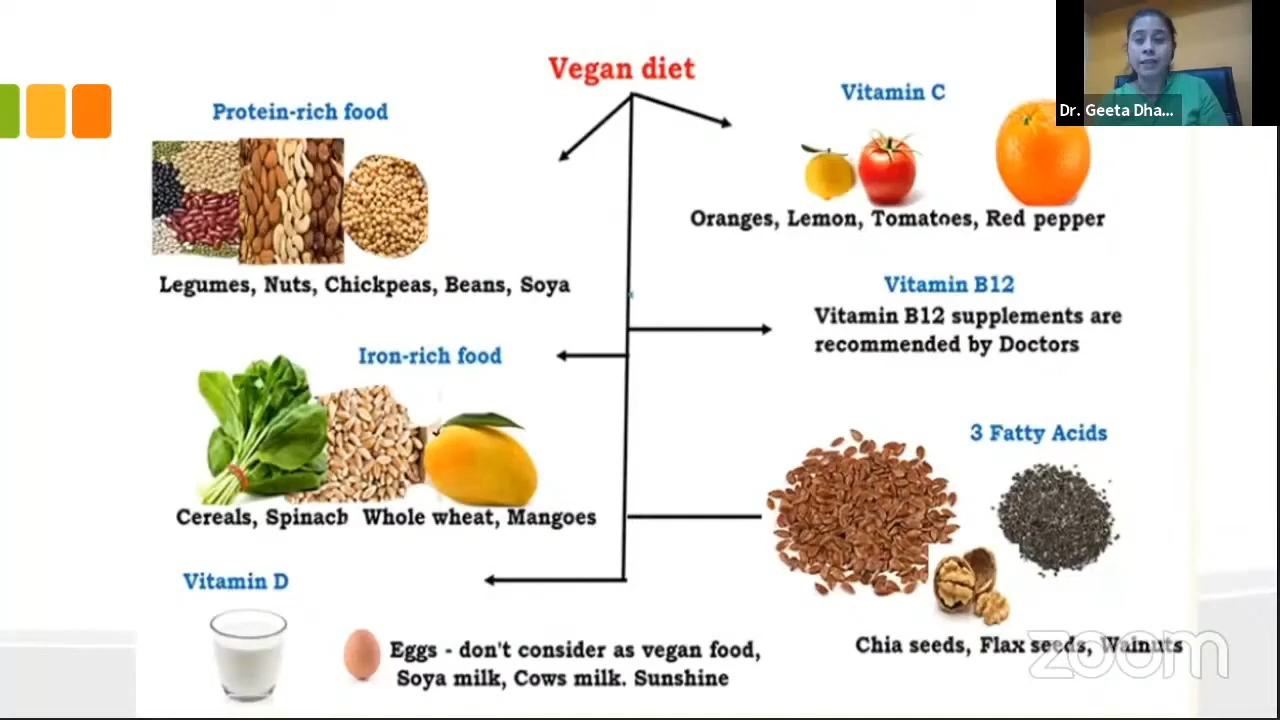 Vegan diet
Dr. Geeta Dha...
Protein-rich food
Legumes, Nuts, Chickpeas, Beans, Soya
Vitamin C
Oranges, Lemon, Tomatoes, Red pepper
Vitamin B12
Vitamin B12 supplements are
recommended by Doctors
Iron-rich food
Cereals, Spinach Whole wheat, Mangoes
3 Fatty Acids
Chia seeds, Flax seeds, Walnuts
Vitamin D
Eggs - don't consider as vegan food,
Soya milk, Cows milk. Sunshine
zoom